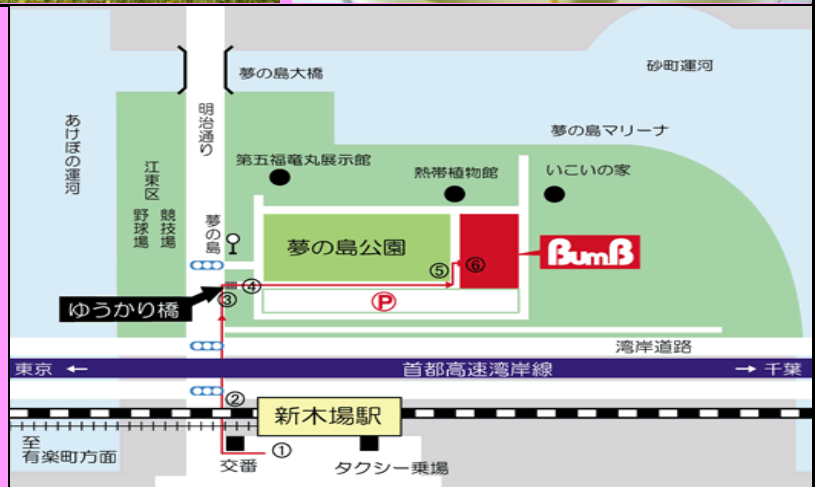 夢の島大橋
砂町運河
明治通り
あけぼの運河
夢の島マリーナ
江東区
野球場
競技場
第五福竜丸展示館
熱帯植物館
いこいの家
夢の島
夢の島公園
BumB
⑤
⑥
④
③
ゆうかり橋
P
湾岸道路
東京 ←
首都高速湾岸線
→ 千葉
②
新木場駅
至
有楽町方面
①
交番
タクシー乗場